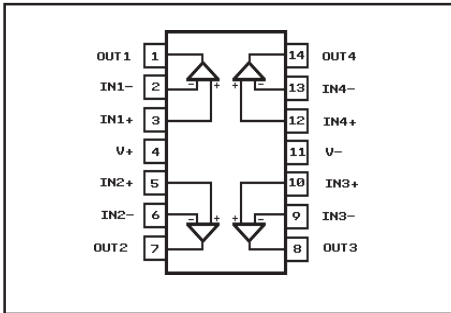 OUT1 1 14 OUT4
IN1- 2 - + + - 13 IN4-
IN1+ 3 12 IN4+
V+ 4 11 V-
IN2+ 5 10 IN3+
IN2- 6 - + + - 9 IN3-
OUT2 7 8 OUT3